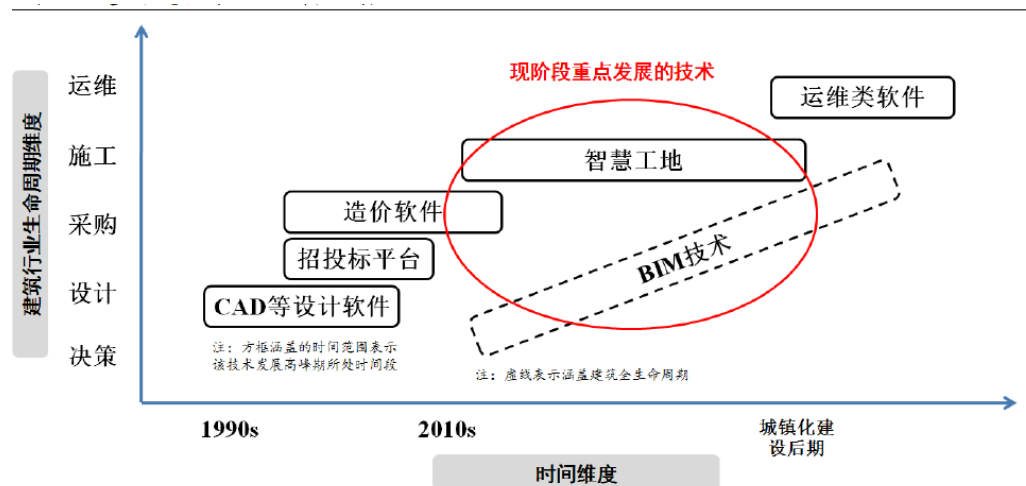 现阶段重点发展的技术
运维
运维类软件
施工
智慧工地
建筑行业生命周期维度
采购
造价软件
招投标平台
BIM技术
设计
CAD等设计软件
注：方框涵盖的时间范围表示
该技术发展高峰期所处时间段
决策
注：虚线表示涵盖建筑全生命周期
1990s
2010s
城镇化建
设后期
时间维度